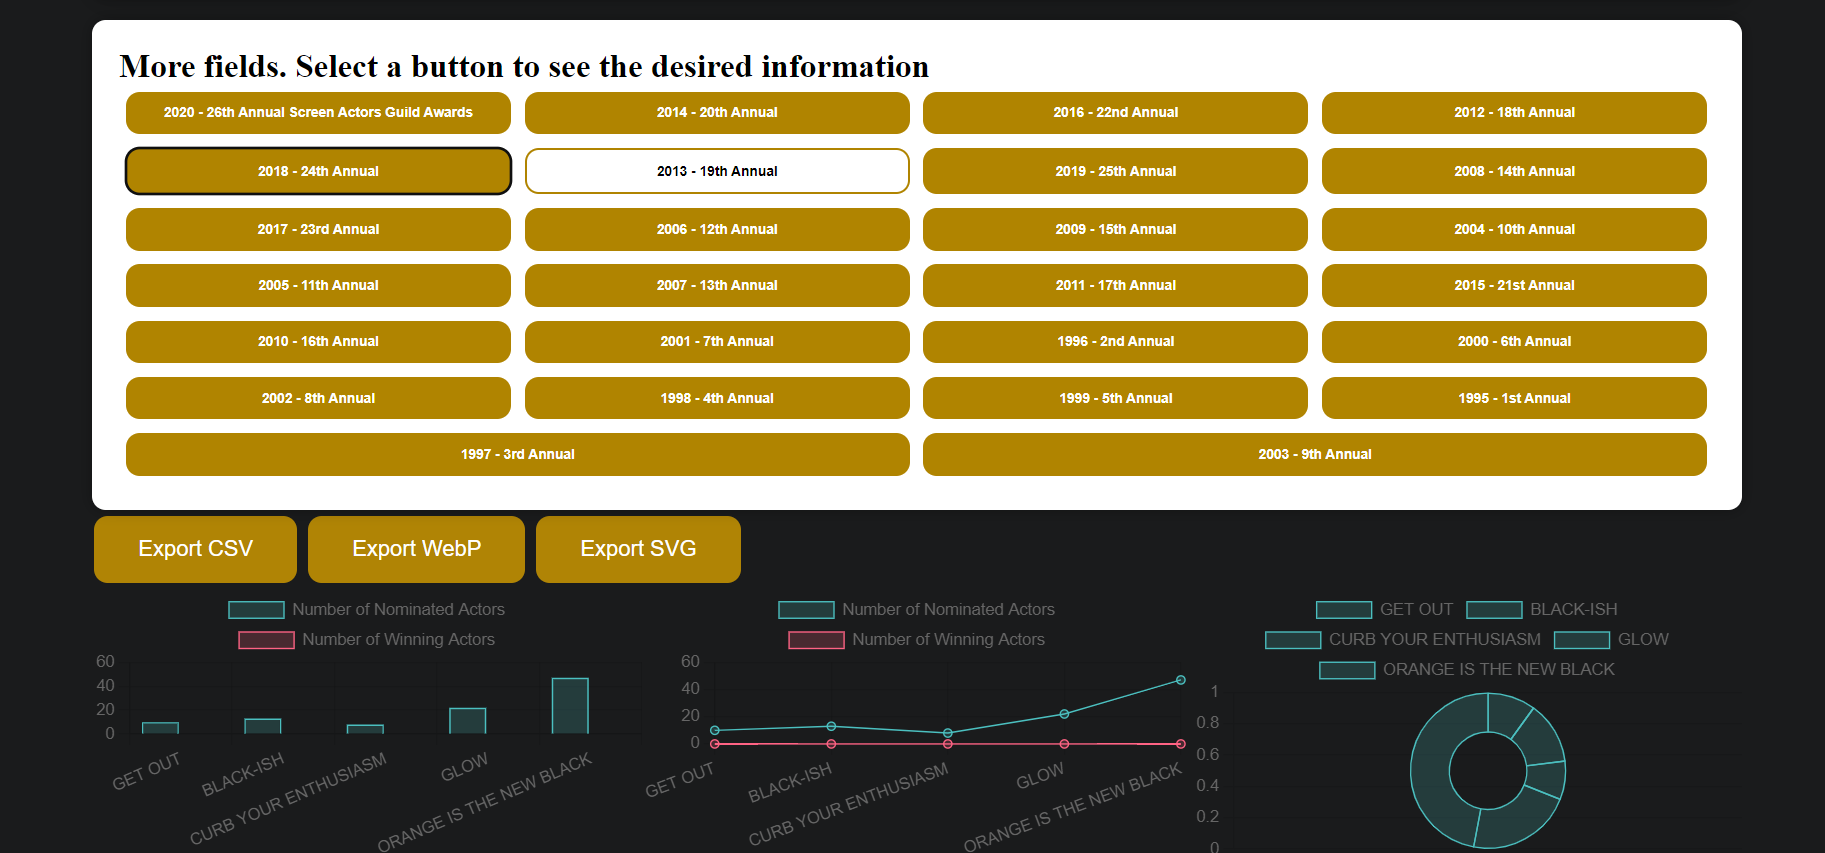 More fields. Select a button to see the desired information
2020 - 26th Annual Screen Actors Guild Awards
2014 - 20th Annual
2016 - 22nd Annual
2012 - 18th Annual
2018 - 24th Annual
2013 - 19th Annual
2019 - 25th Annual
2008 - 14th Annual
2017 - 23rd Annual
2006 - 12th Annual
2009 - 15th Annual
2004 - 10th Annual
2005 - 11th Annual
2007 - 13th Annual
2011 - 17th Annual
2015 - 21st Annual
2010 - 16th Annual
2001 - 7th Annual
1996 - 2nd Annual
2000 - 6th Annual
2002 - 8th Annual
1998 - 4th Annual
1999 - 5th Annual
1995 - 1st Annual
1997 - 3rd Annual
2003 - 9th Annual
Export CSV
Export WebP
Export SVG
Number of Nominated Actors
Number of Winning Actors
60
40
20
0
GET OUT
BLACK-ISH
CURB YOUR ENTHUSIASM
GLOW
ORANGE IS THE NEW BLACK
Number of Nominated Actors
Number of Winning Actors
60
40
20
0
GET OUT
BLACK-ISH
CURB YOUR ENTHUSIASM
GLOW
ORANGE IS THE NEW BLACK
GET OUT
BLACK-ISH
CURB YOUR ENTHUSIASM
GLOW
ORANGE IS THE NEW BLACK
1
0.8
0.6
0.4
0.2
0